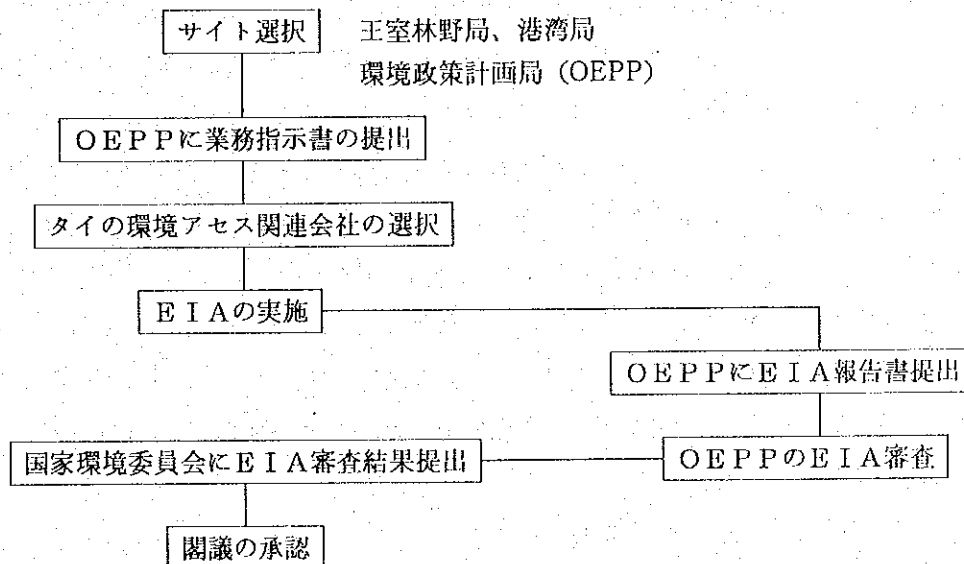 サイト選択
王室林野局、港湾局
環境政策計画局（OEPP）
ＯＥＰＰに業務指示書の提出
タイの環境アセス関連会社の選択
ＥＩＡの実施
ＯＥＰＰにＥＩＡ報告書提出
国家環境委員会にＥＩＡ審査結果提出
ＯＥＰＰのＥＩＡ審査
閣議の承認